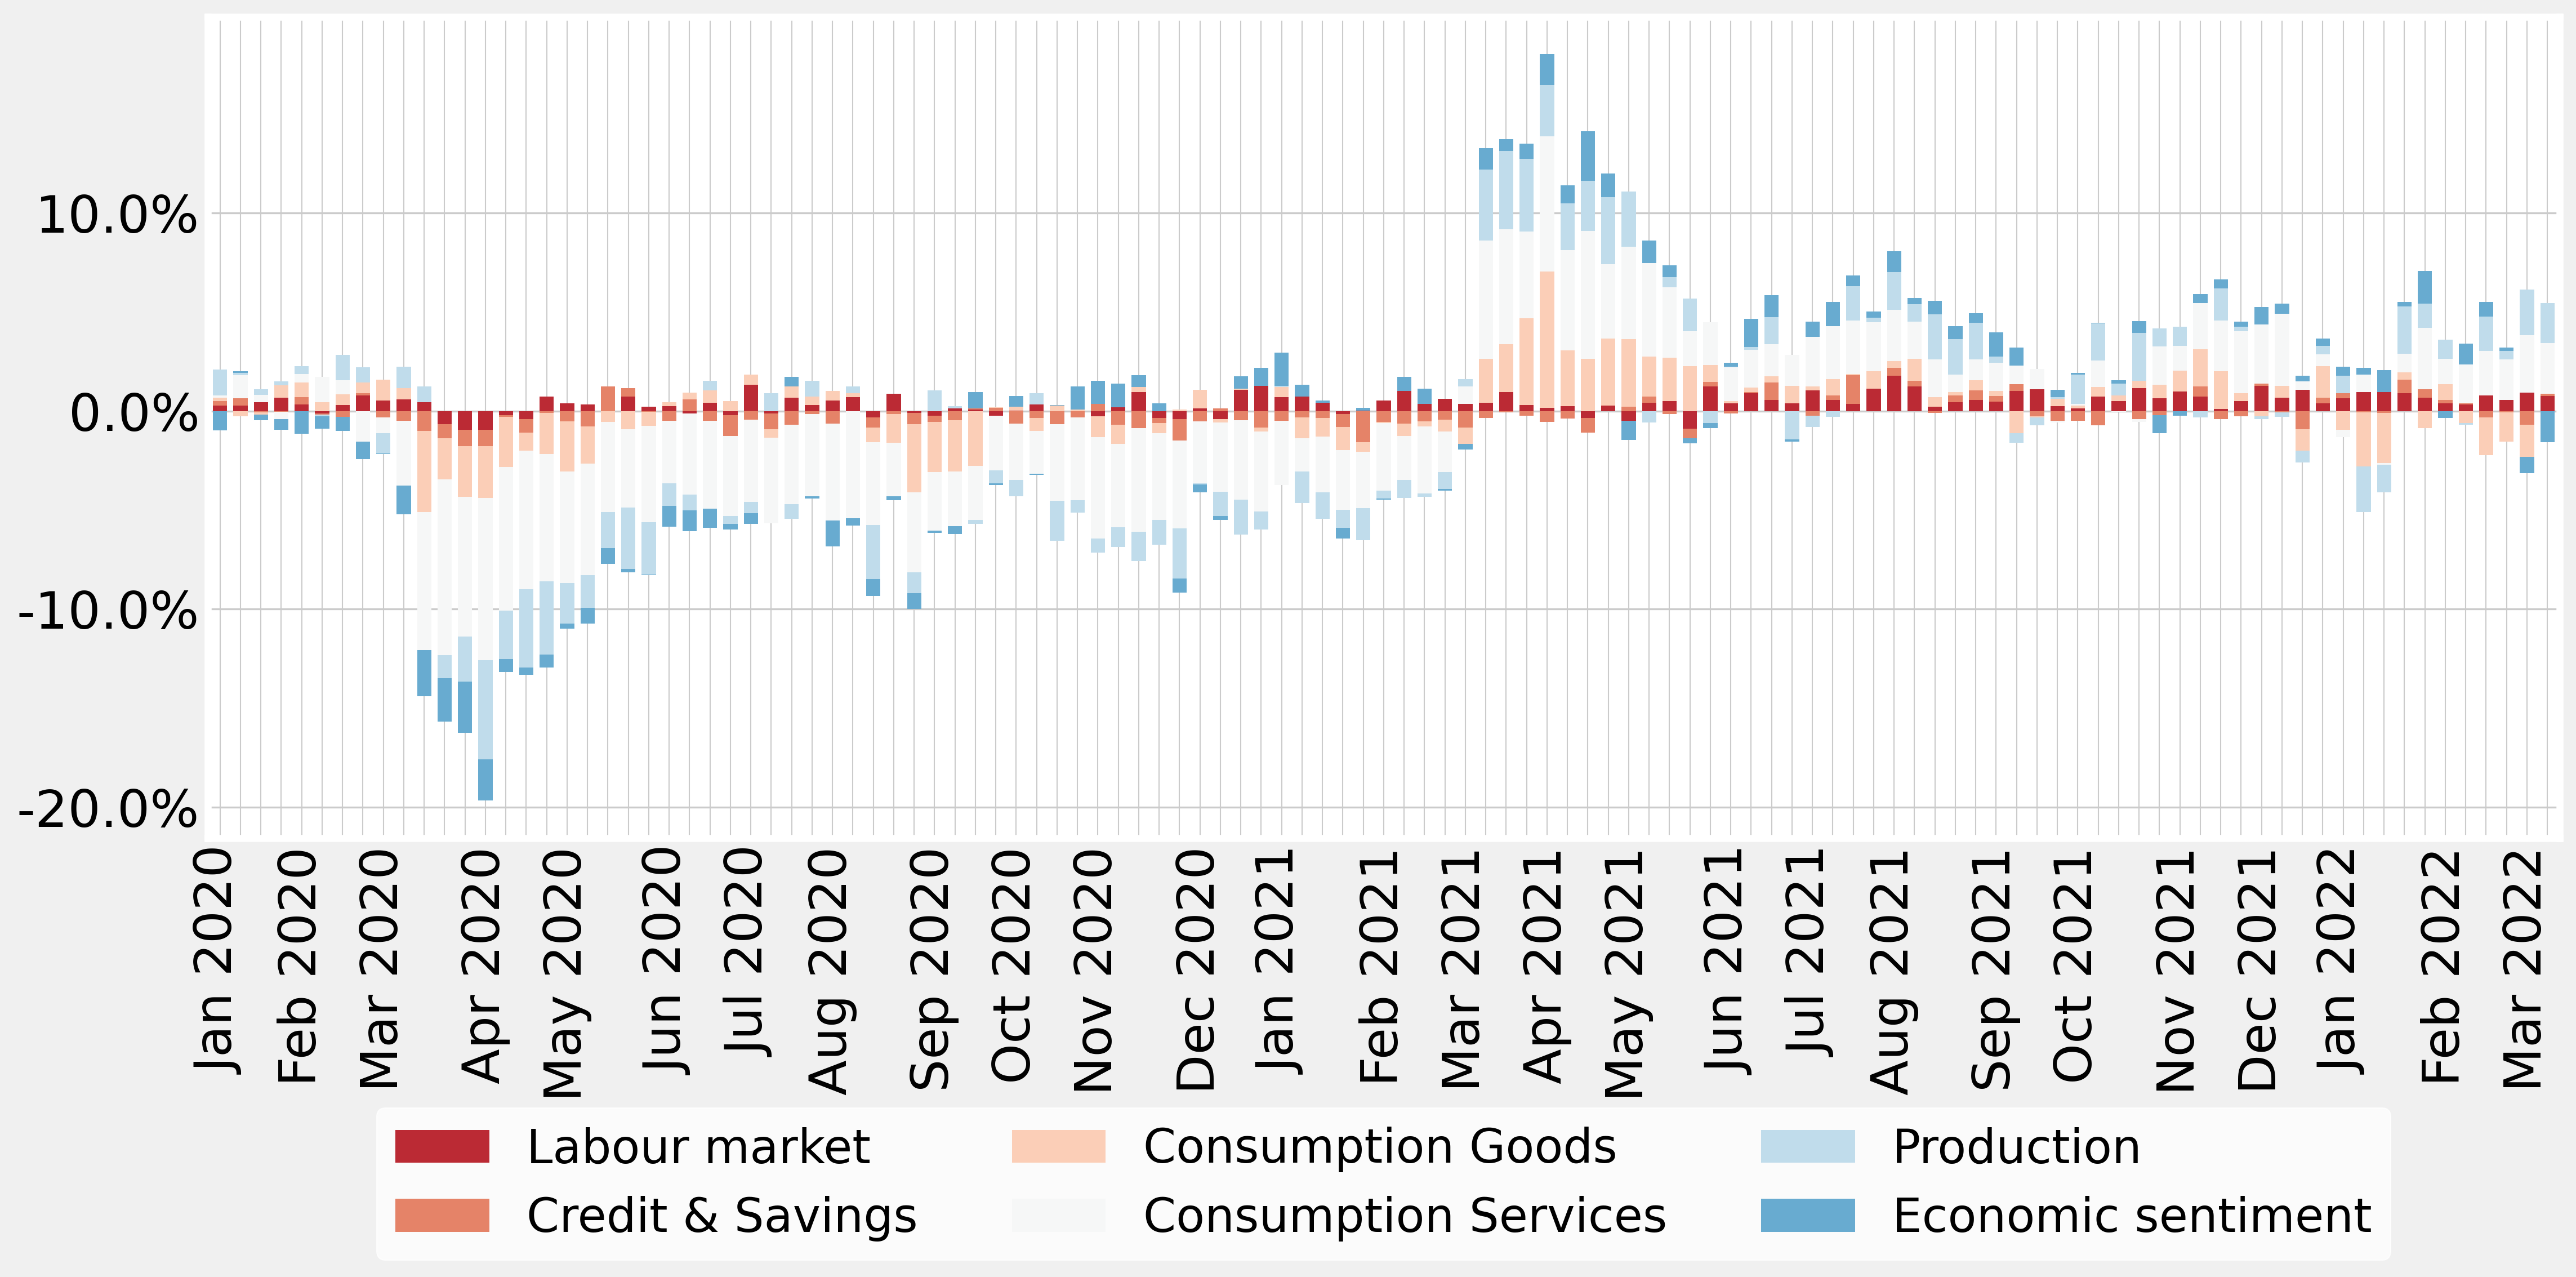 10.0%
0.0%
-10.0%
-20.0%
Jan 2020
Feb 2020
Mar 2020
Apr 2020
May 2020
Jun 2020
Jul 2020
Aug 2020
Sep 2020
Oct 2020
Nov 2020
Dec 2020
Jan 2021
Feb 2021
Mar 2021
Apr 2021
May 2021
Jun 2021
Jul 2021
Aug 2021
Sep 2021
Oct 2021
Nov 2021
Dec 2021
Jan 2022
Feb 2022
Mar 2022
Labour market
Credit & Savings
Consumption Goods
Consumption Services
Production
Economic sentiment